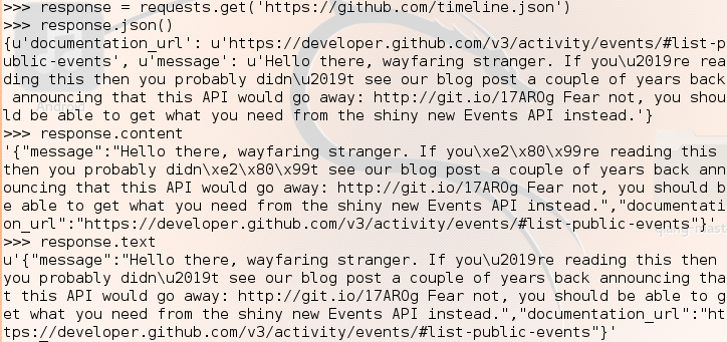 >>> response = requests.get('https://github.com/timeline.json')
>>> response.json()
{u'documentation_url': u'https://developer.github.com/v3/activity/events/#list-p
ublic-events', u'message': u'Hello there, wayfaring stranger. If you\u2019re rea
ding this then you probably didn\u2019t see our blog post a couple of years back
 announcing that this API would go away: http://git.io/17AROg Fear not, you shou
ld be able to get what you need from the shiny new Events API instead.'}
>>> response.content
'{"message":"Hello there, wayfaring stranger. If you\xe2\x80\x99re reading this
then you probably didn\xe2\x80\x99t see our blog post a couple of years back ann
ouncing that this API would go away: http://git.io/17AROg Fear not, you should b
e able to get what you need from the shiny new Events API instead.","documentati
on_url":"https://developer.github.com/v3/activity/events/#list-public-events"}'
>>> response.text
u'{"message":"Hello there, wayfaring stranger. If you\u2019re reading this then
you probably didn\u2019t see our blog post a couple of years back announcing tha
t this API would go away: http://git.io/17AROg Fear not, you should be able to g
et what you need from the shiny new Events API instead.","documentation_url":"ht
tps://developer.github.com/v3/activity/events/#list-public-events"}'